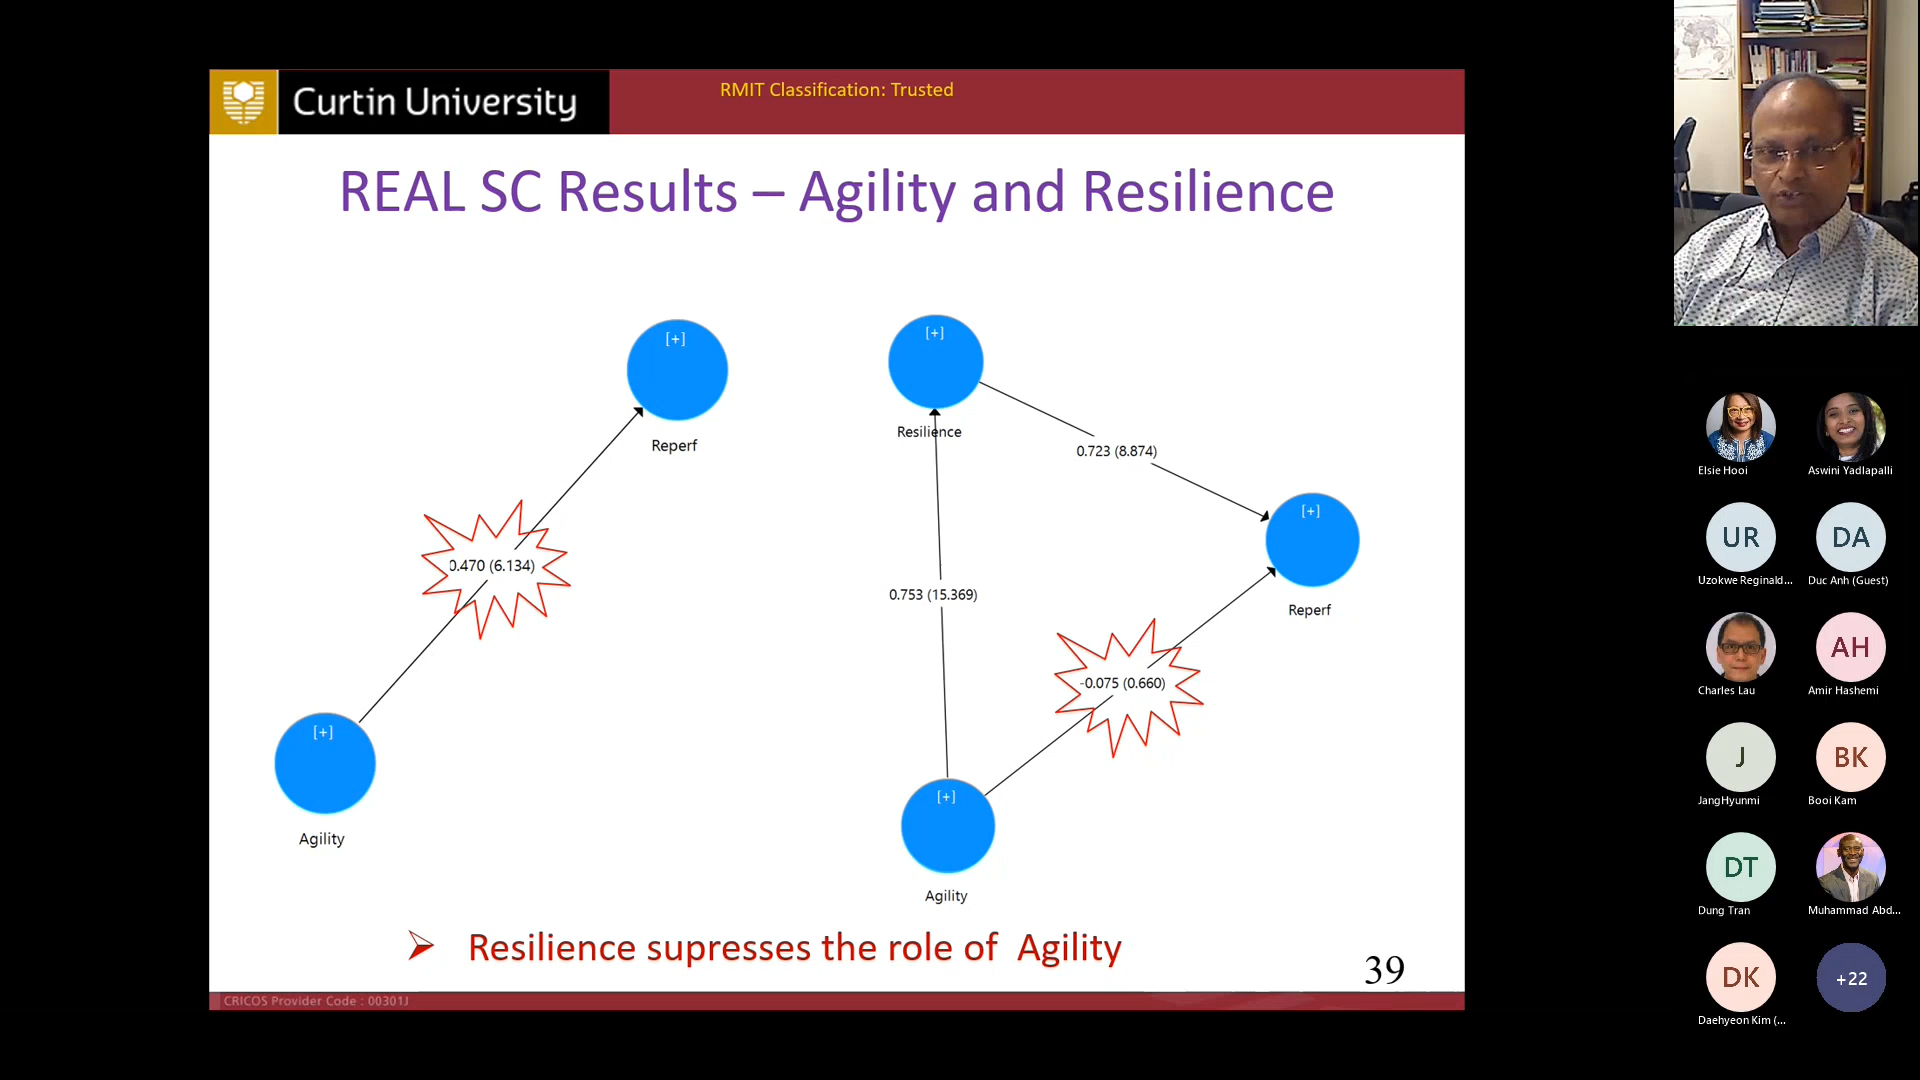 Curtin University
RMIT Classification: Trusted
REAL SC Results – Agility and Resilience
[+]
Reperf
0.470 (6.134)
[+]
Agility
[+]
Resilience
0.723 (8.874)
[+]
Reperf
0.753 (15.369)
-0.075 (0.660)
[+]
Agility
Resilience supresses the role of Agility
39
CRICOS Provider Code : 00301J
Elsie Hooi
Aswini Yadlapalli
UR
DA
Uzokwe Reginald...
Duc Anh (Guest)
AH
Charles Lau
Amir Hashemi
J
BK
JangHyunmi
Booi Kam
DT
Dung Tran
Muhammad Abd...
DK
+22
Daehyeon Kim (...